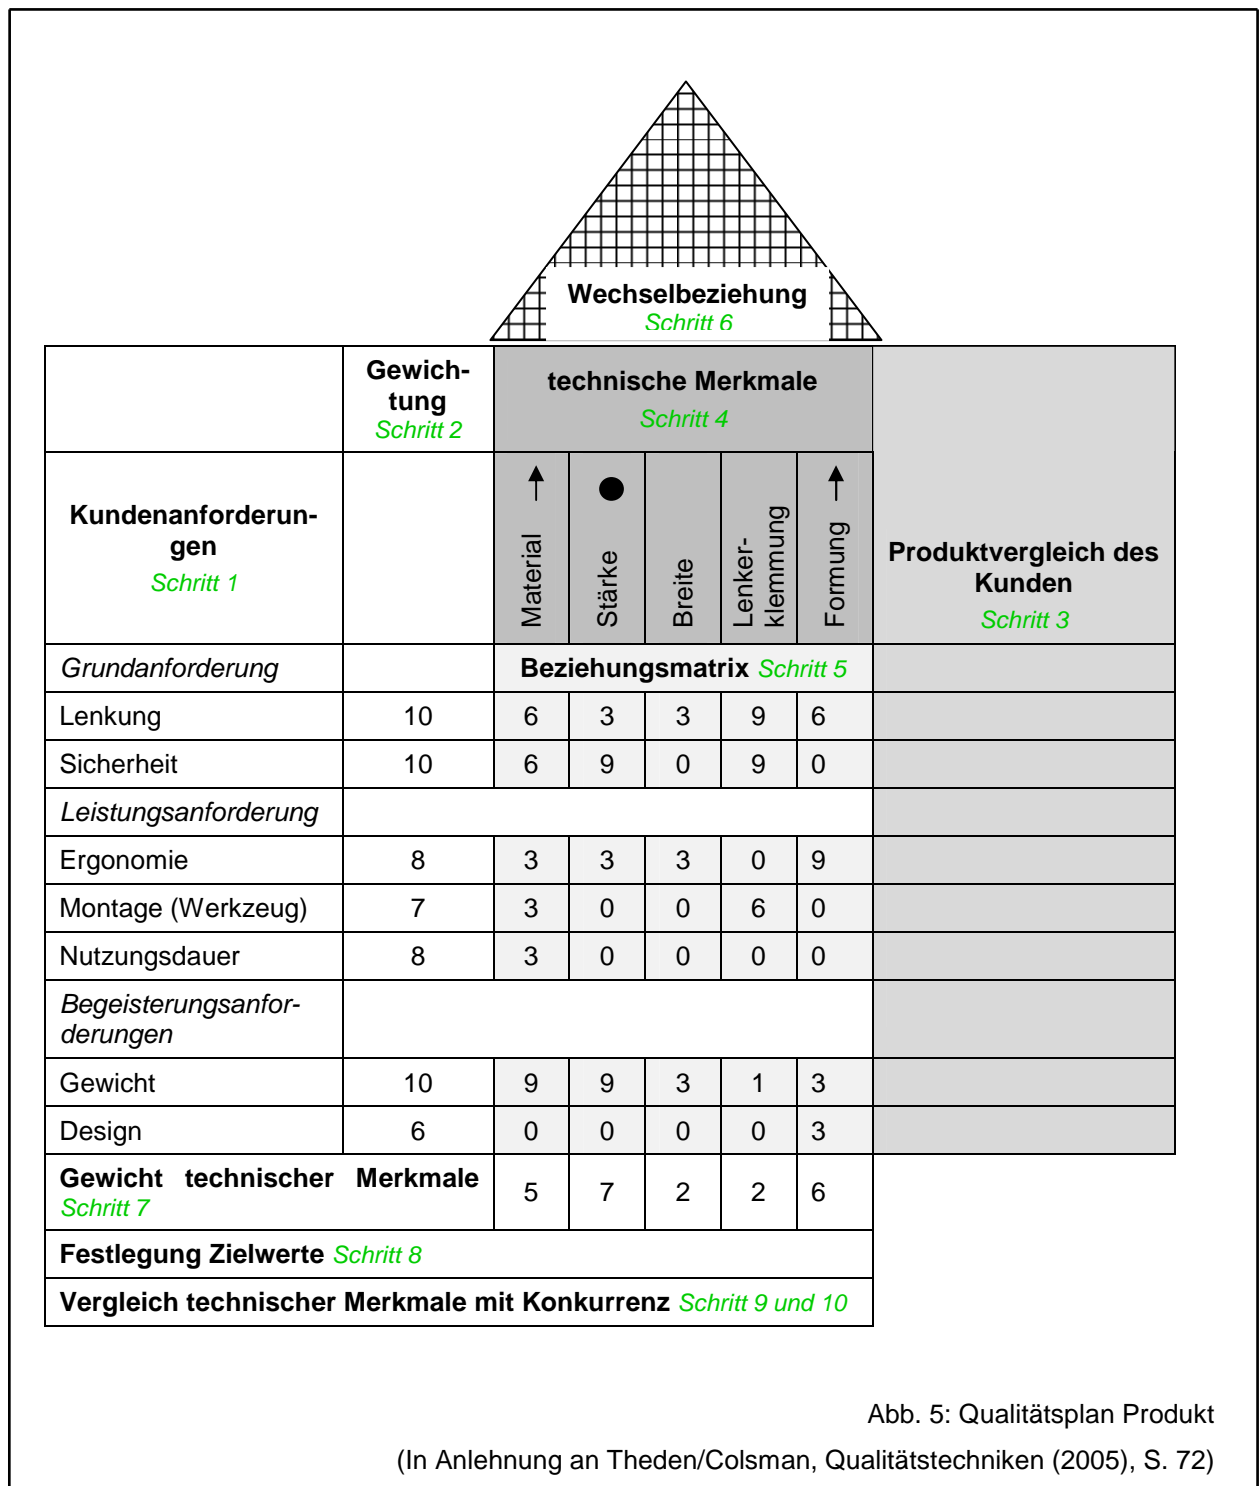 Wechselbeziehung
Schritt 6
Gewich-
tung
Schritt 2
technische Merkmale
Schritt 4
Kundenanforderun-
gen
Schritt 1
Material
Stärke
Breite
Lenker-
klemmung
Formung
Produktvergleich des
Kunden
Schritt 3
Grundanforderung
Beziehungsmatrix Schritt 5
Lenkung 10 6 3 3 9 6
Sicherheit 10 6 9 0 9 0
Leistungsanforderung
Ergonomie 8 3 3 3 0 9
Montage (Werkzeug) 7 3 0 0 6 0
Nutzungsdauer 8 3 0 0 0 0
Begeisterungsanfor-
derungen
Gewicht 10 9 9 3 1 3
Design 6 0 0 0 0 3
Gewicht technischer Merkmale
Schritt 7
5 7 2 2 6
Festlegung Zielwerte Schritt 8
Vergleich technischer Merkmale mit Konkurrenz Schritt 9 und 10
Abb. 5: Qualitätsplan Produkt
(In Anlehnung an Theden/Colsman, Qualitätstechniken (2005), S. 72)